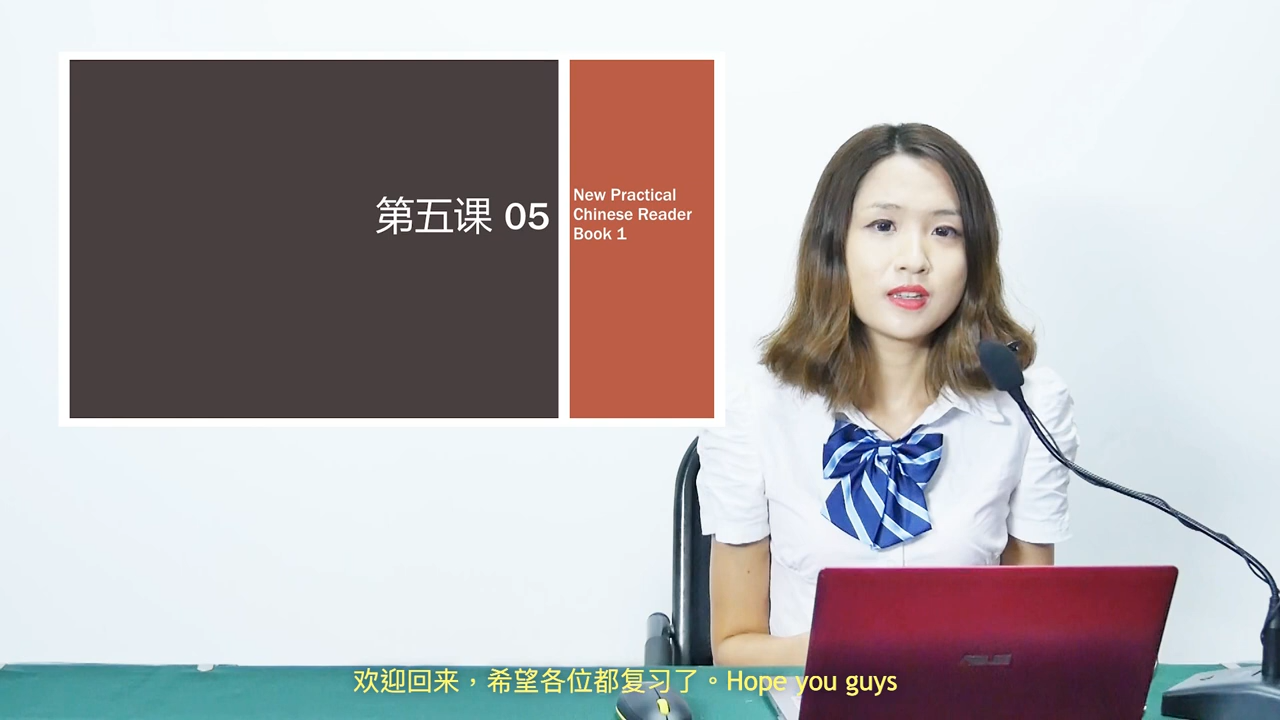 第五课 05
New Practical
Chinese Reader
Book 1
ASUS
欢迎回来，希望各位都复习了。Hope you guys